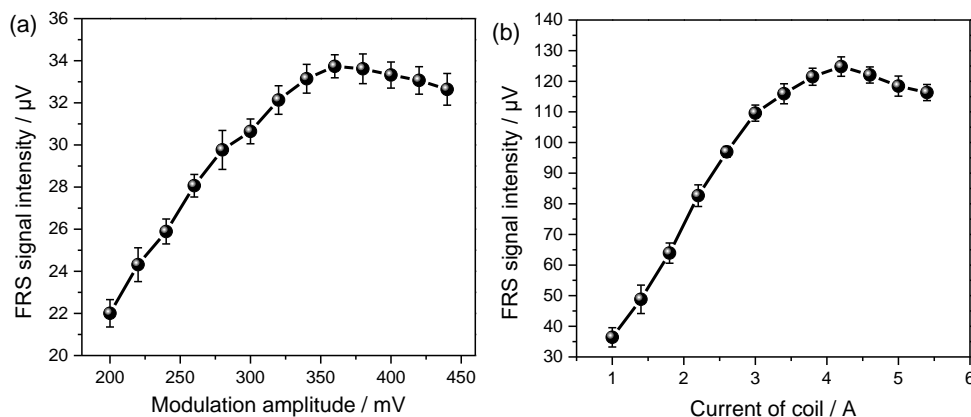 (a)
36
34
32
30
28
26
24
22
20
FRS signal intensity / μV
200 250 300 350 400 450
Modulation amplitude / mV
(b)
140
130
120
110
100
90
80
70
60
50
40
30
FRS signal intensity / μV
1 2 3 4 5 6
Current of coil / A